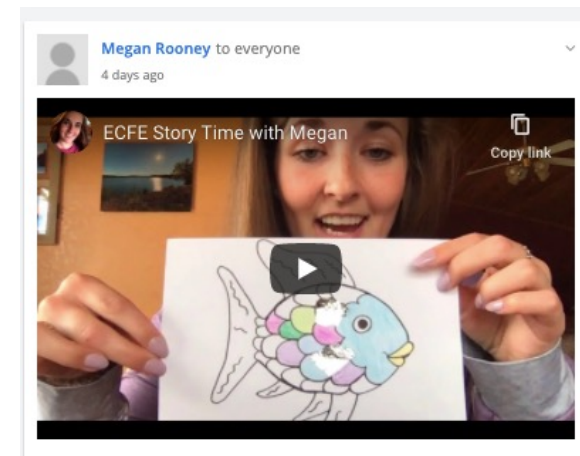 Megan Rooney to everyone
4 days ago
ECFE Story Time with Megan
Copy link